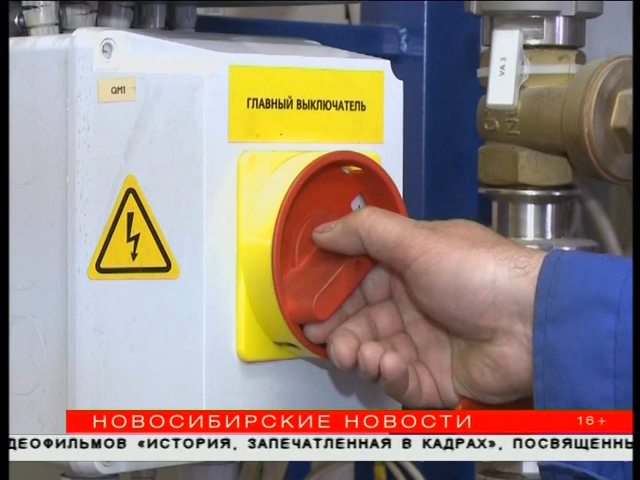 QM1
ГЛАВНЫЙ ВЫКЛЮЧАТЕЛЬ
VA 3
НОВОСИБИРСКИЕ НОВОСТИ 16+
ДЕОФИЛЬМОВ «ИСТОРИЯ, ЗАПЕЧАТЛЕННАЯ В КАДРАХ», ПОСВЯЩЕННЫ